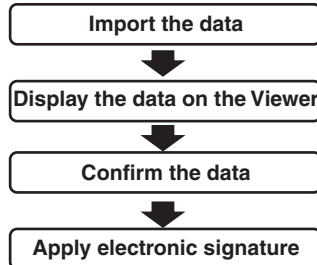 Import the data
Display the data on the Viewer
Confirm the data
Apply electronic signature